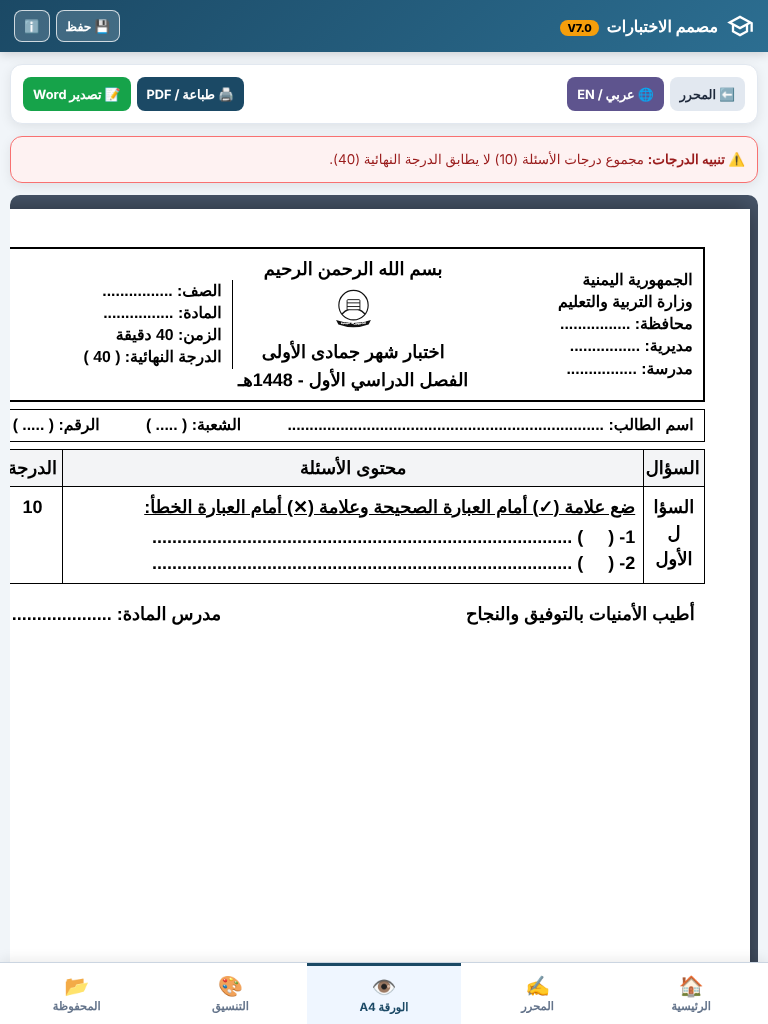 مصمم الاختبارات V7.0
💾 حفظ
ℹ️
⬅️ المحرر
🌐 عربي / EN
🖨️ طباعة / PDF
📝 تصدير Word
⚠️ تنبيه الدرجات: مجموع درجات الأسئلة (10) لا يطابق الدرجة النهائية (40).
الجمهورية اليمنية
وزارة التربية والتعليم
محافظة: ................
مديرية: ................
مدرسة: ................
بسم الله الرحمن الرحيم
اختبار شهر جمادى الأولى
الفصل الدراسي الأول - 1448هـ
الصف: ................
المادة: ................
الزمن: 40 دقيقة
الدرجة النهائية: ( 40 )
اسم الطالب: ........................................................................ الشعبة: ( ..... ) الرقم: ( ..... )
السؤال محتوى الأسئلة الدرجة
السؤا
ل
الأول
ضع علامة (✓) أمام العبارة الصحيحة وعلامة (✕) أمام العبارة الخطأ:
1- (     ) ....................................................................................
2- (     ) ....................................................................................
10
أطيب الأمنيات بالتوفيق والنجاح
مدرس المادة: ....................
🏠 الرئيسية
✍️ المحرر
👁️ الورقة A4
🎨 التنسيق
📂 المحفوظة